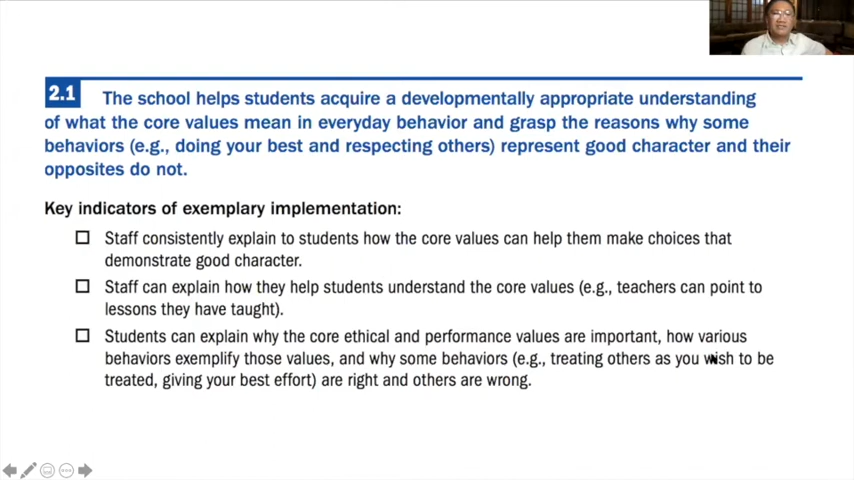 2.1 The school helps students acquire a developmentally appropriate understanding
of what the core values mean in everyday behavior and grasp the reasons why some
behaviors (e.g., doing your best and respecting others) represent good character and their
opposites do not.
Key indicators of exemplary implementation:
Staff consistently explain to students how the core values can help them make choices that
demonstrate good character.
Staff can explain how they help students understand the core values (e.g., teachers can point to
lessons they have taught).
Students can explain why the core ethical and performance values are important, how various
behaviors exemplify those values, and why some behaviors (e.g., treating others as you wish to be
treated, giving your best effort) are right and others are wrong.